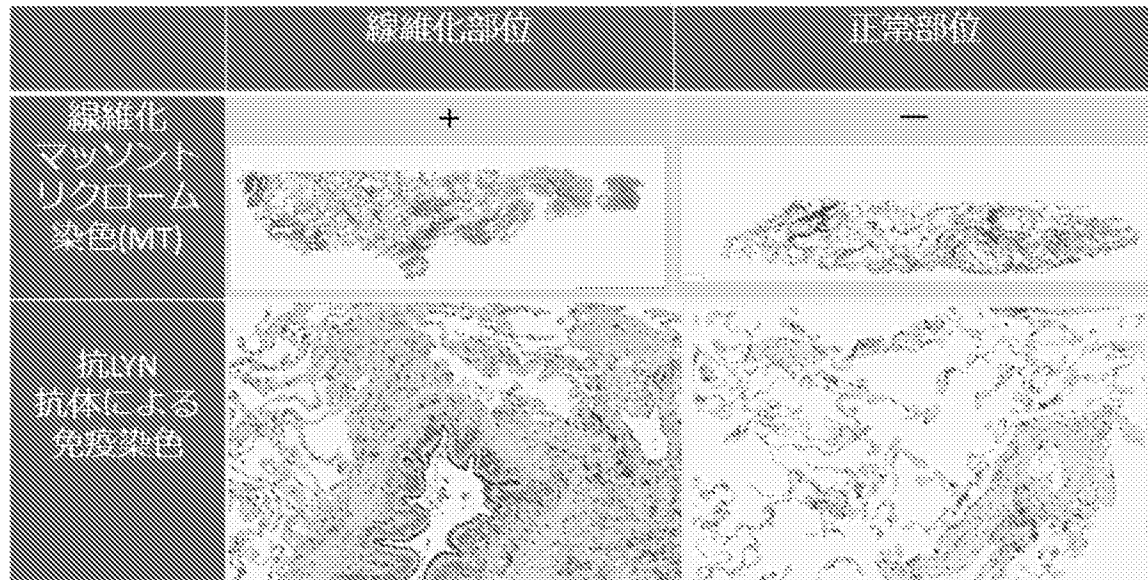 線維化部位
正常部位
線維化
マッソント
リクローム
染色(MT)
+
—
抗LYN
抗体による
免疫染色